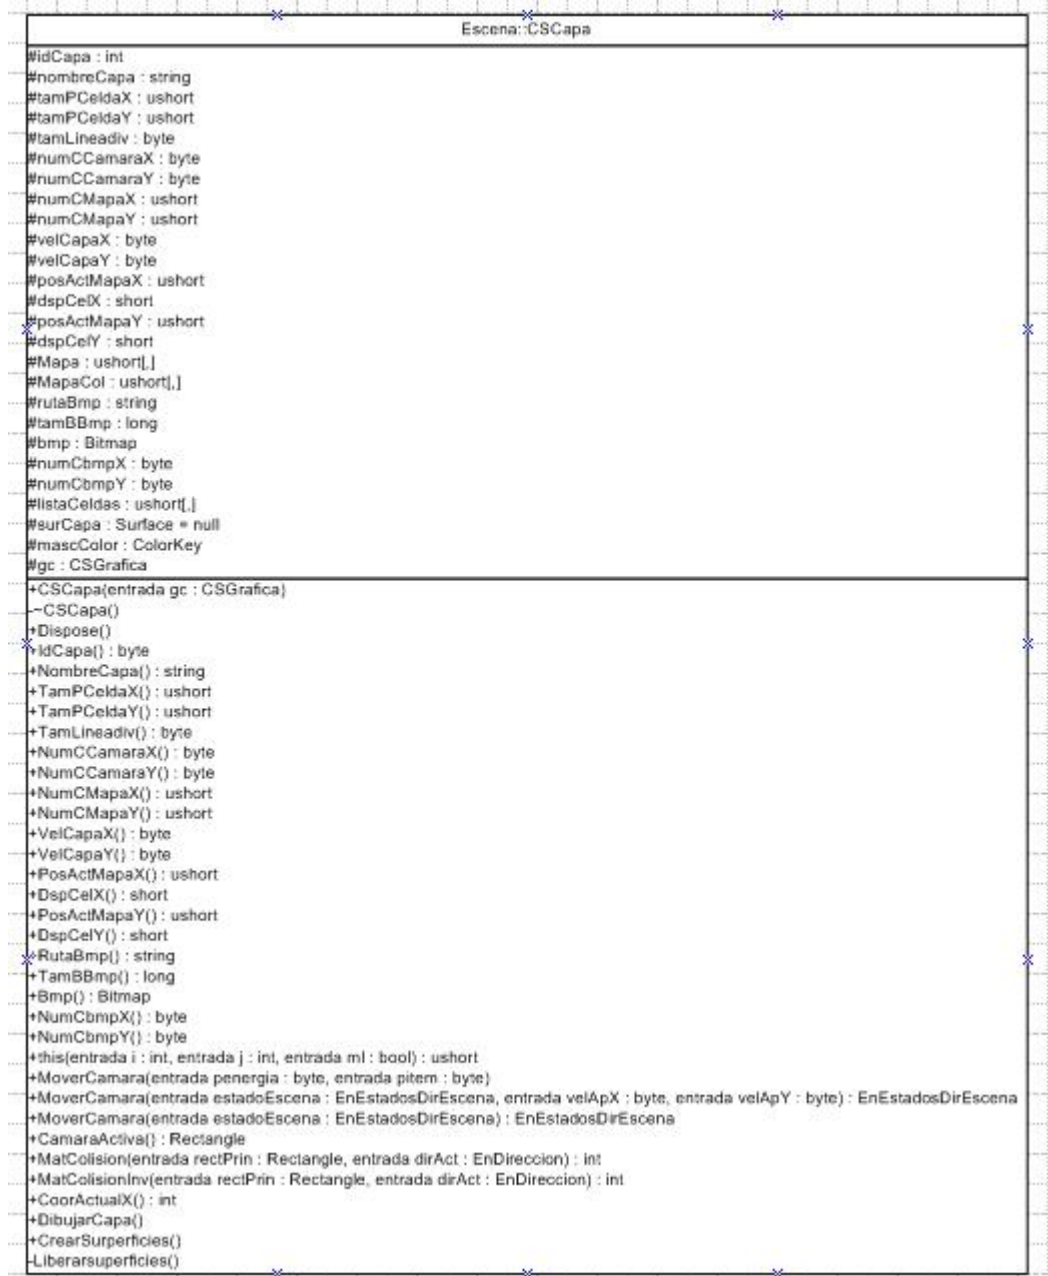 Escena::CSCapa
#idCapa : int
#nombreCapa : string
#tamPCeldaX : ushort
#tamPCeldaY : ushort
#tamLineadiv : byte
#numCCamaraX : byte
#numCCamaraY : byte
#numCMapaX : ushort
#numCMapaY : ushort
#velCapaX : byte
#velCapaY : byte
#posActMapaX : ushort
#dspCelX : short
#posActMapaY : ushort
#dspCelY : short
#Mapa : ushort[,]
#MapaCol : ushort[,]
#rutaBmp : string
#tamBBmp : long
#bmp : Bitmap
#numCbmpX : byte
#numCbmpY : byte
#listaCeldas : ushort[,]
#surCapa : Surface = null
#mascColor : ColorKey
#gc : CSGrafica
+CSCapa(entrada gc : CSGrafica)
-~CSCapa()
+Dispose()
+IdCapa() : byte
+NombreCapa() : string
+TamPCeldaX() : ushort
+TamPCeldaY() : ushort
+TamLineadiv() : byte
+NumCCamaraX() : byte
+NumCCamaraY() : byte
+NumCMapaX() : ushort
+NumCMapaY() : ushort
+VelCapaX() : byte
+VelCapaY() : byte
+PosActMapaX() : ushort
+DspCelX() : short
+PosActMapaY() : ushort
+DspCelY() : short
+RutaBmp() : string
+TamBBmp() : long
+Bmp() : Bitmap
+NumCbmpX() : byte
+NumCbmpY() : byte
+this(entrada i : int, entrada j : int, entrada ml : bool) : ushort
+MoverCamara(entrada penergia : byte, entrada pitem : byte)
+MoverCamara(entrada estadoEscena : EnEstadosDirEscena, entrada velApX : byte, entrada velApY : byte) : EnEstadosDirEscena
+MoverCamara(entrada estadoEscena : EnEstadosDirEscena) : EnEstadosDirEscena
+CamaraActiva() : Rectangle
+MatColision(entrada rectPrin : Rectangle, entrada dirAct : EnDireccion) : int
+MatColisionInv(entrada rectPrin : Rectangle, entrada dirAct : EnDireccion) : int
+CoorActualX() : int
+DibujarCapa()
+CrearSurperficies()
-Liberarsuperficies()